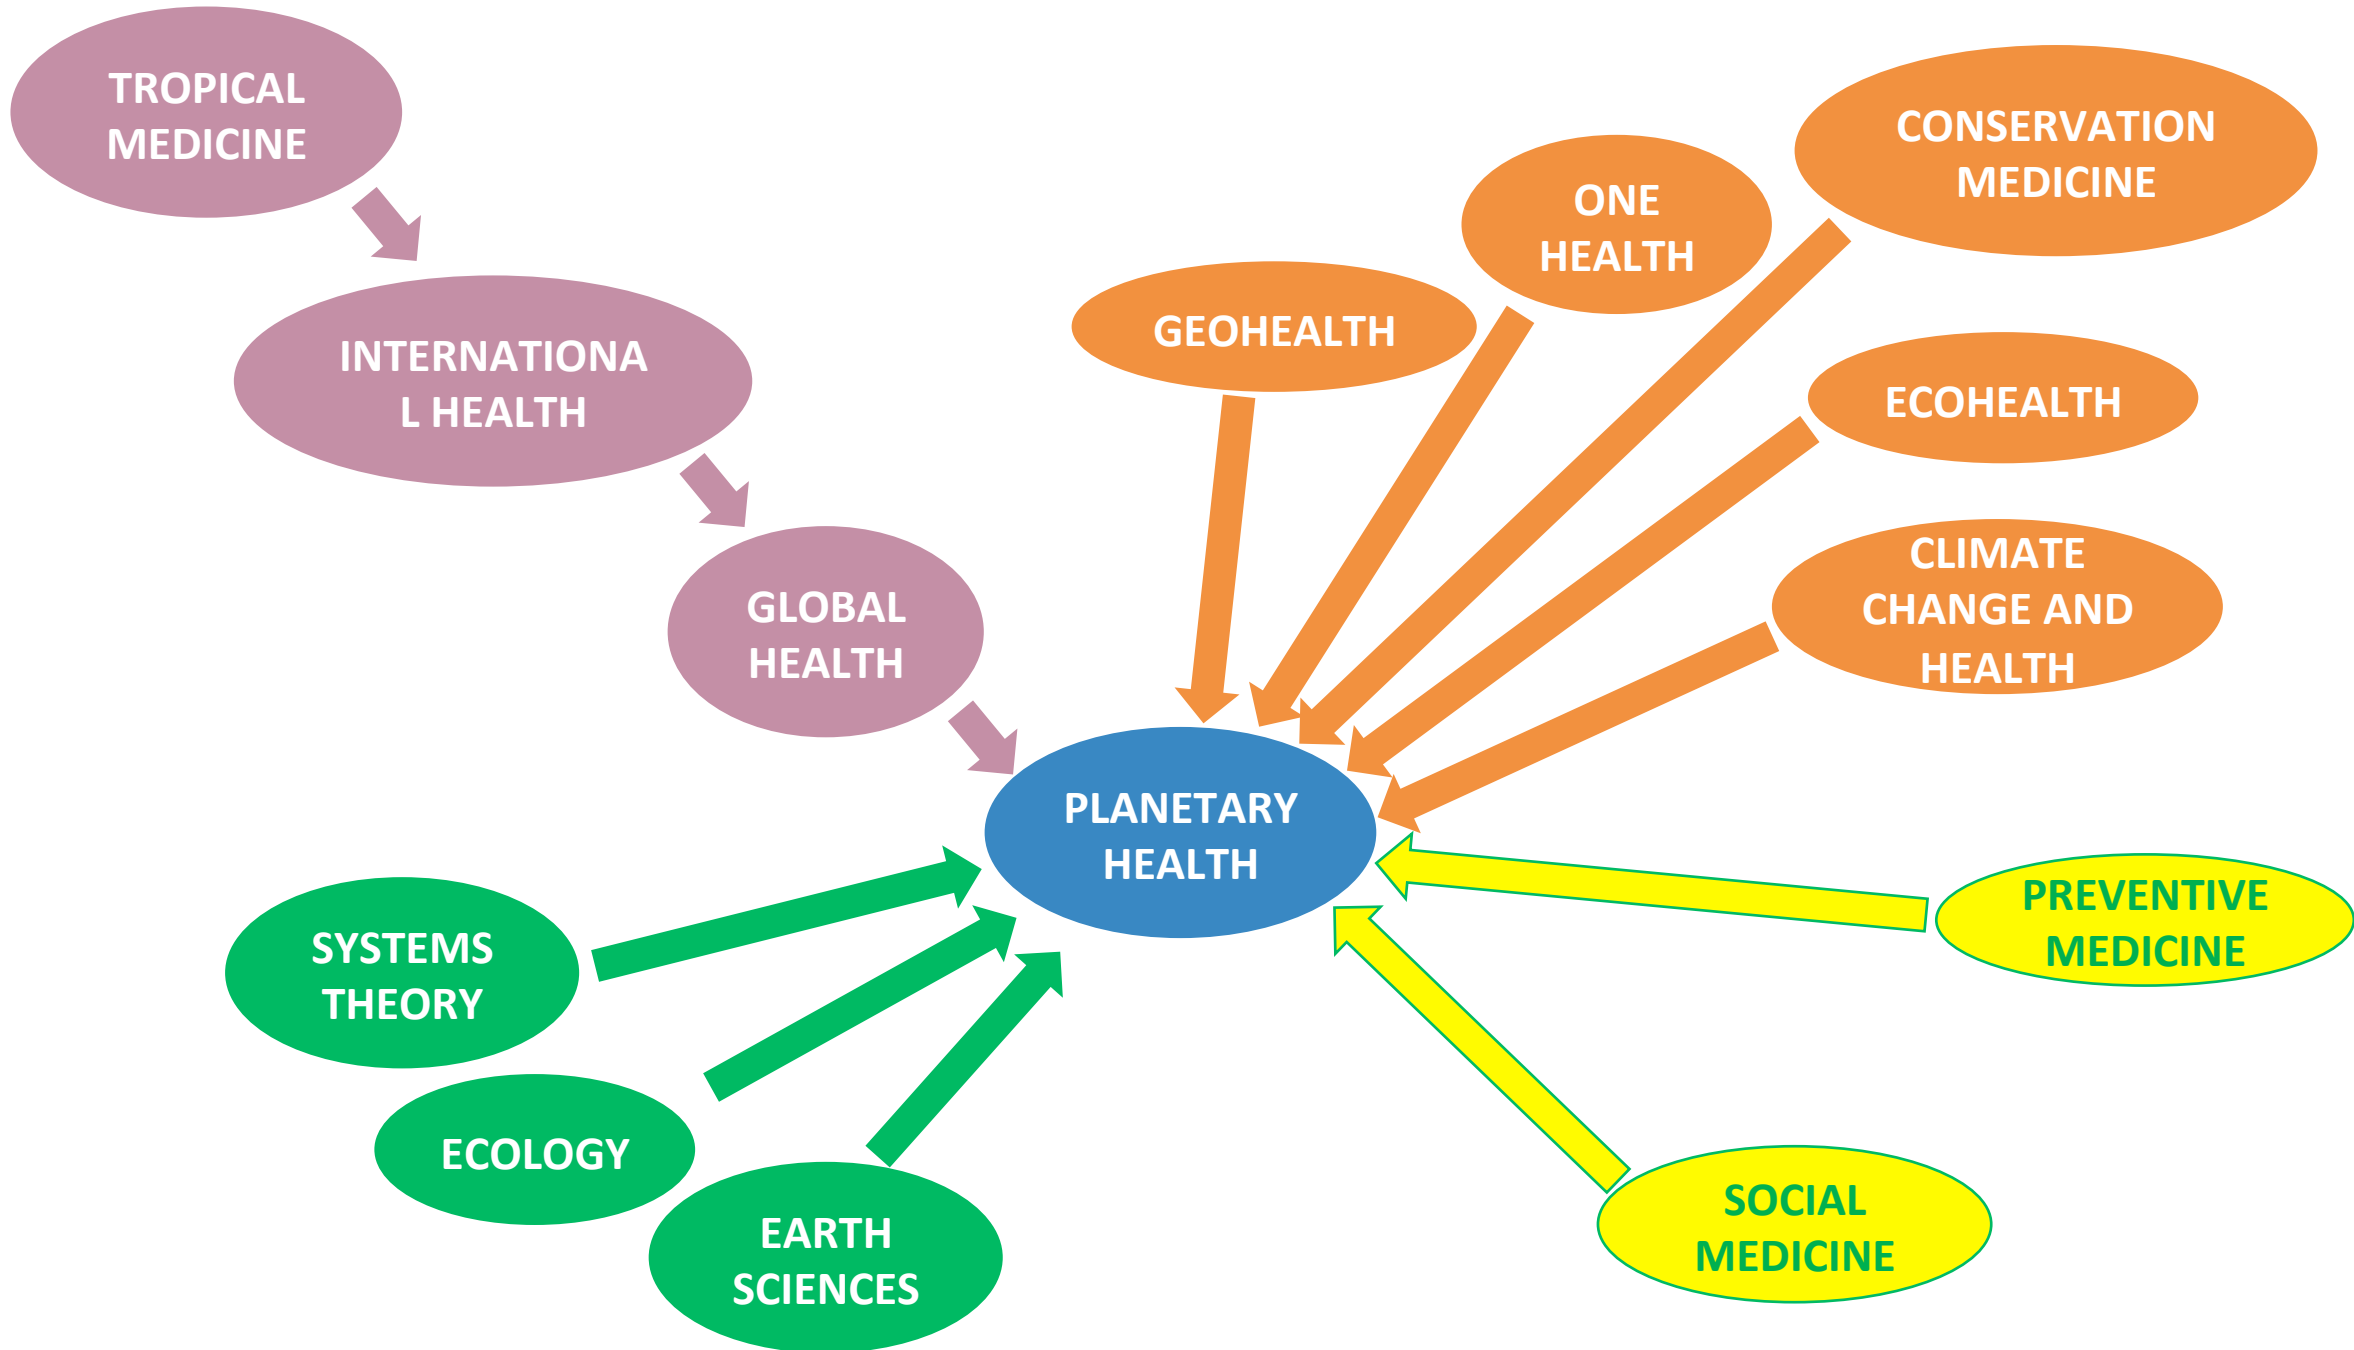 TROPICAL
MEDICINE
INTERNATIONA
L HEALTH
GLOBAL
HEALTH
GEOHEALTH
ONE
HEALTH
CONSERVATION
MEDICINE
ECOHEALTH
CLIMATE
CHANGE AND
HEALTH
PLANETARY
HEALTH
SYSTEMS
THEORY
ECOLOGY
EARTH
SCIENCES
PREVENTIVE
MEDICINE
SOCIAL
MEDICINE